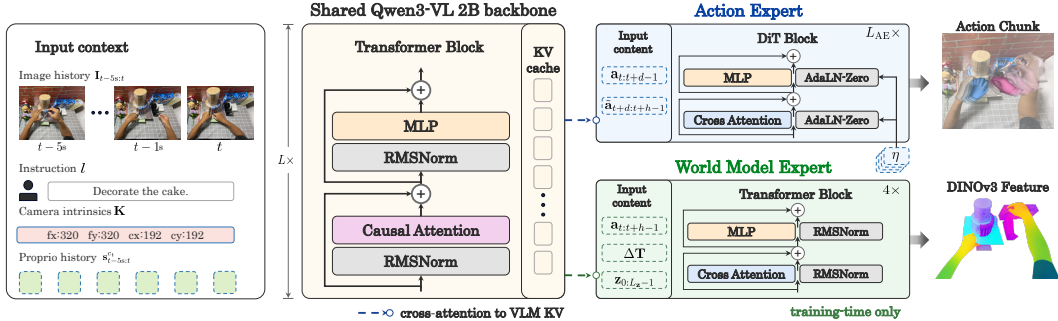 Input context
Image history I_{t−5s:t}
t − 5s
t − 1s
t
Instruction l
Decorate the cake.
Camera intrinsics K
fx:320 fy:320 cx:192 cy:192
Proprio history s^{c_t}_{t−5s:t}
Shared Qwen3-VL 2B backbone
Transformer Block
L×
MLP
RMSNorm
Causal Attention
RMSNorm
KV
cache
cross-attention to VLM KV
Action Expert
Input
content
a_{t:t+d−1}
ã_{t+d:t+h−1}
DiT Block
L_{AE}×
MLP
AdaLN-Zero
Cross Attention
AdaLN-Zero
η
Action Chunk
World Model Expert
Input
content
a_{t:t+h−1}
ΔT
z_{0:L_z−1}
Transformer Block
4×
MLP
RMSNorm
Cross Attention
RMSNorm
training-time only
DINOv3 Feature